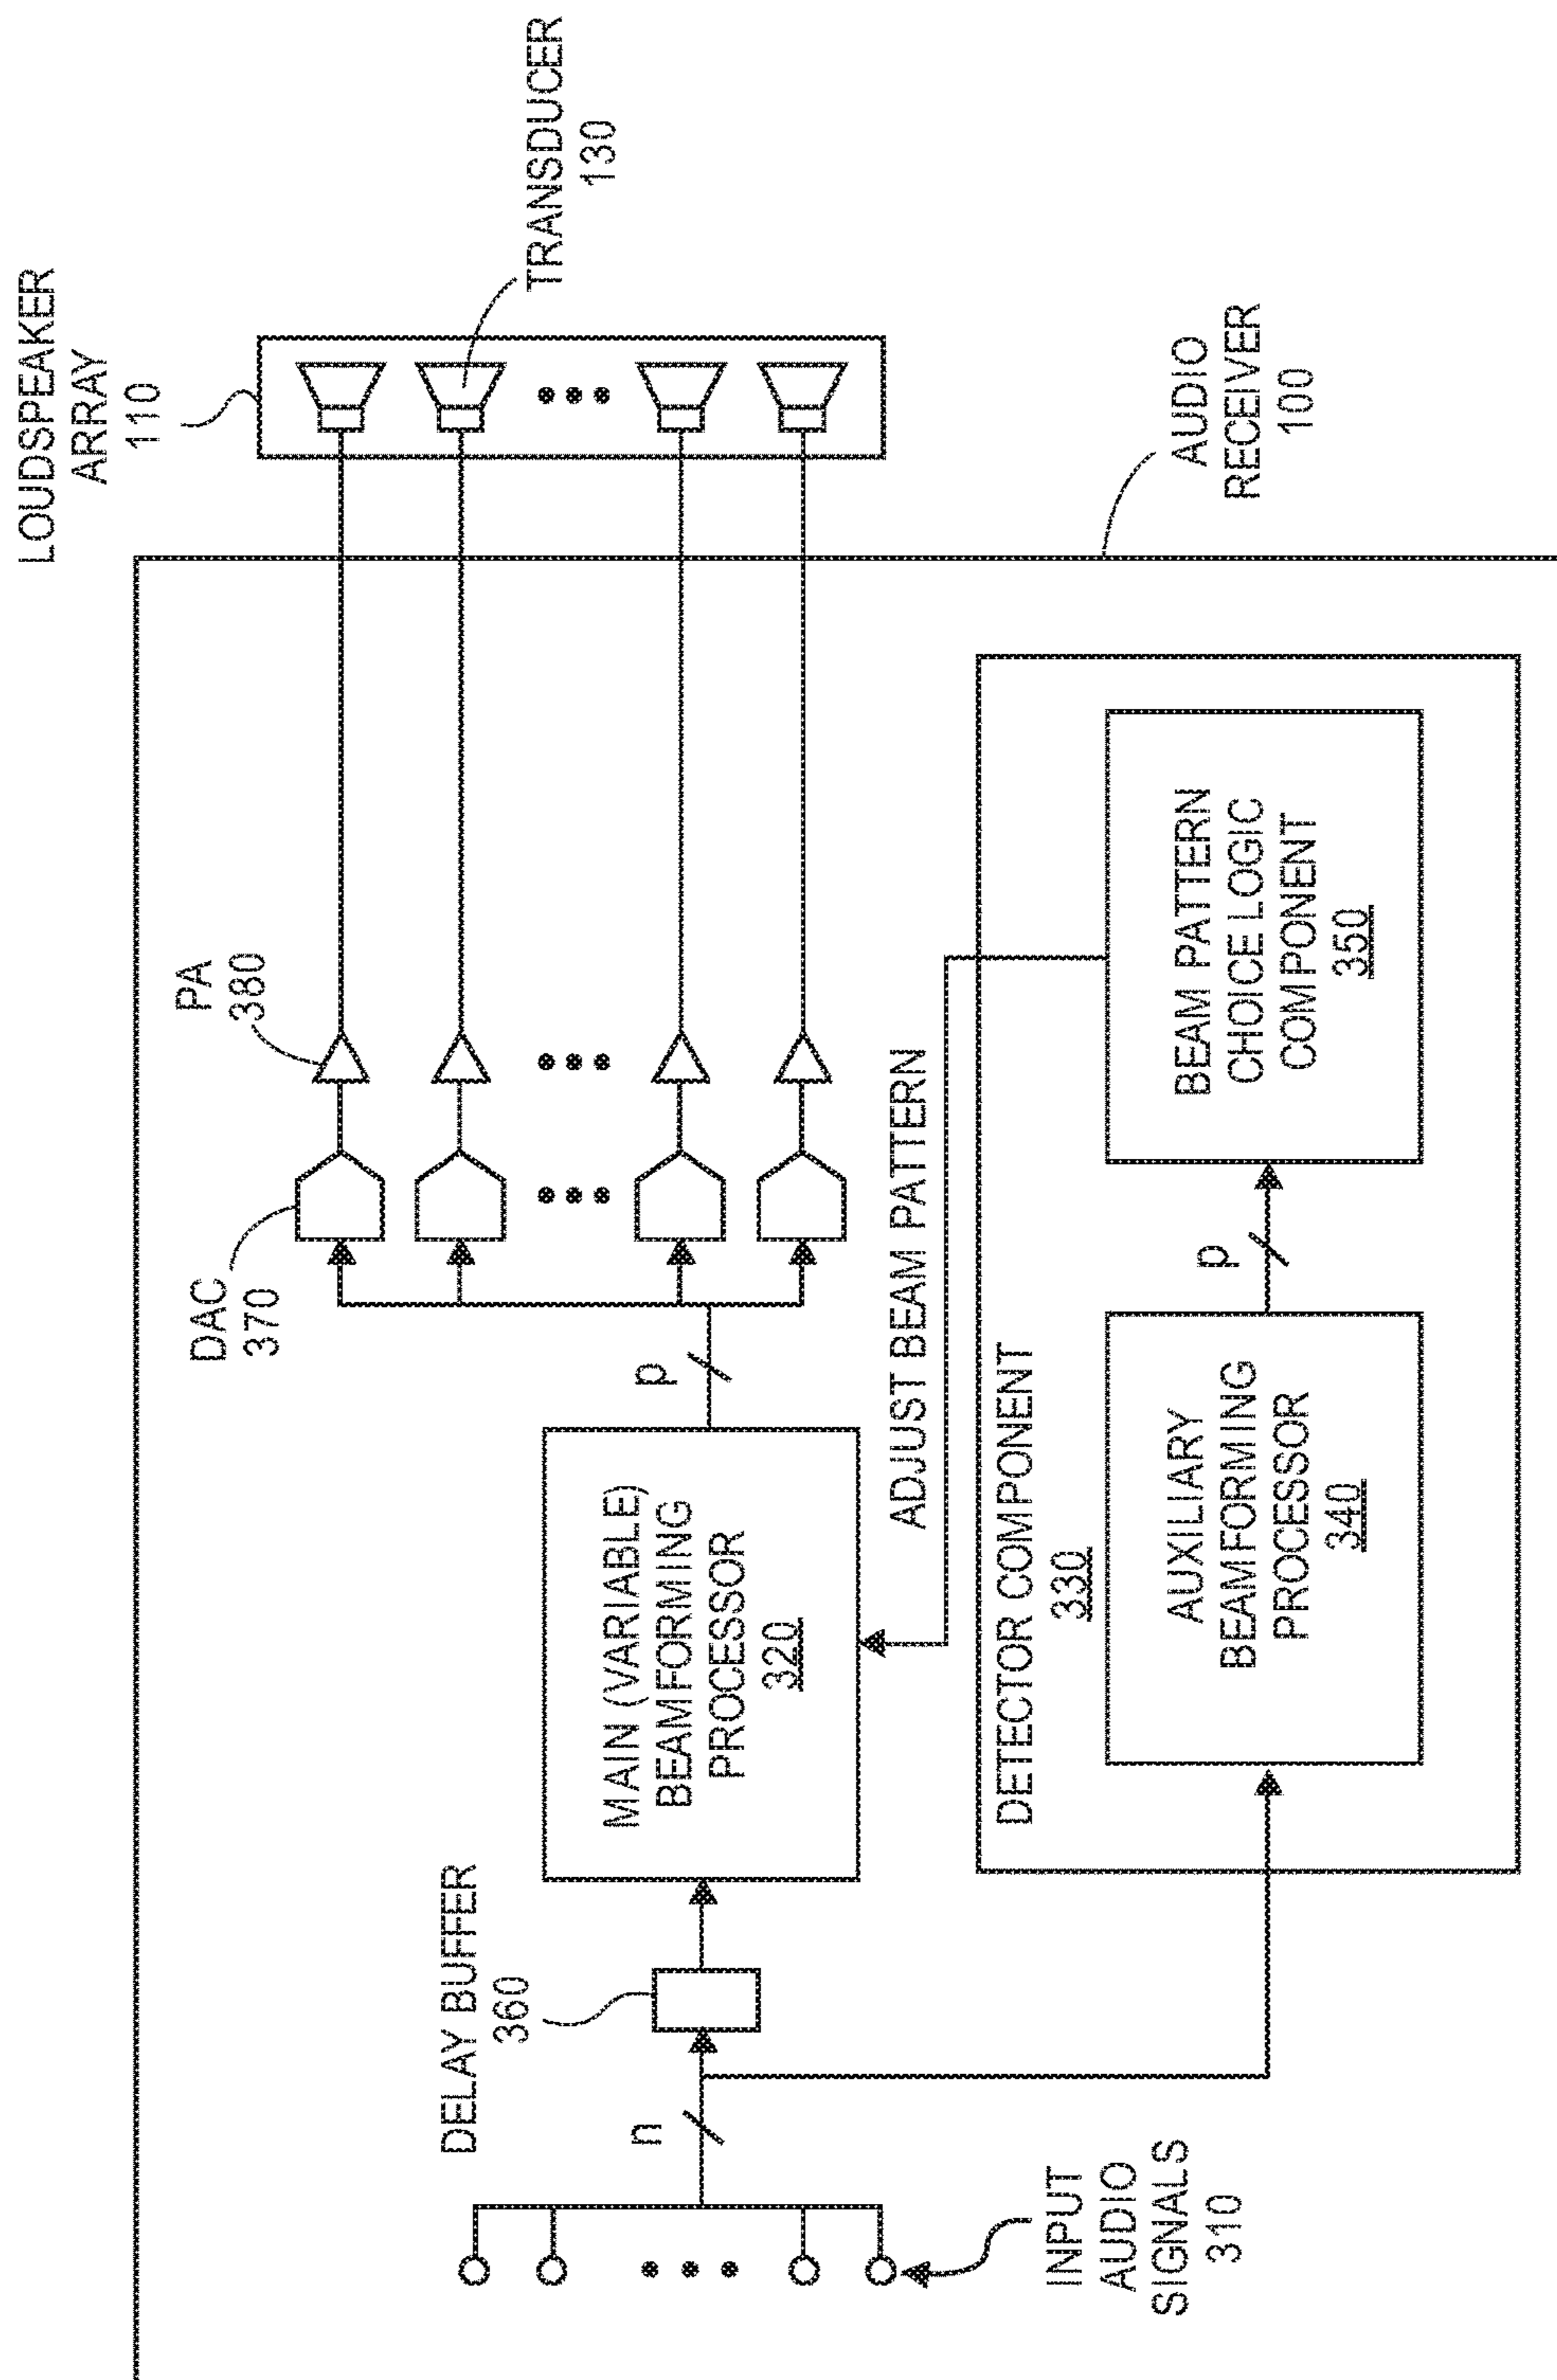 LOUDSPEAKER
ARRAY
110
TRANSDUCER
130
PA
380
DAC
370
DELAY BUFFER
360
n
MAIN (VARIABLE)
BEAMFORMING
PROCESSOR
320
p
ADJUST BEAM PATTERN
INPUT
AUDIO
SIGNALS
310
DETECTOR COMPONENT
330
AUXILIARY
BEAMFORMING
PROCESSOR
340
p
BEAM PATTERN
CHOICE LOGIC
COMPONENT
350
AUDIO
RECEIVER
100